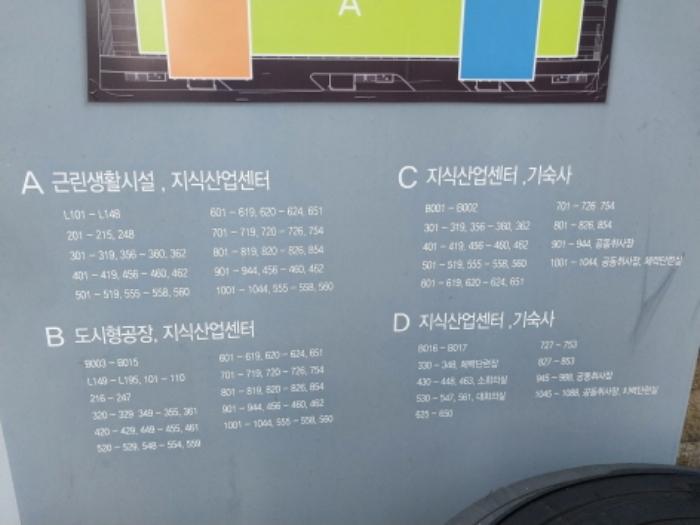 A
A 근린생활시설 , 지식산업센터
L101 - L148
201 - 215, 248
301 - 319, 356 - 360, 362
401 - 419, 456 - 460, 462
501 - 519, 555 - 558, 560
601 - 619, 620 - 624, 651
701 - 719, 720 - 726, 754
801 - 819, 820 - 826, 854
901 - 944, 456 - 460, 462
1001 - 1044, 555 - 558, 560
B 도시형공장, 지식산업센터
B003 - B015
L149 - L195, 101 - 110
216 - 247
320 - 329, 349 - 355, 361
420 - 429, 449 - 455, 461
520 - 529, 548 - 554, 559
601 - 619, 620 - 624, 651
701 - 719, 720 - 726, 754
801 - 819, 820 - 826, 854
901 - 944, 456 - 460, 462
1001 - 1044, 555 - 558, 560
C 지식산업센터 ,기숙사
B001 - B002
301 - 319, 356 - 360, 362
401 - 419, 456 - 460, 462
501 - 519, 555 - 558, 560
601 - 619, 620 - 624, 651
701 - 726, 754
801 - 826, 854
901 - 944, 공동취사장
1001 - 1044, 공동취사장, 체력단련실
D 지식산업센터 ,기숙사
B016 - B017
330 - 348, 체력단련장
430 - 448, 463, 소회의실
530 - 547, 561, 대회의실
625 - 650
727 - 753
827 - 853
945 - 988, 공동취사장
1045 - 1088, 공동취사장, 체력단련실